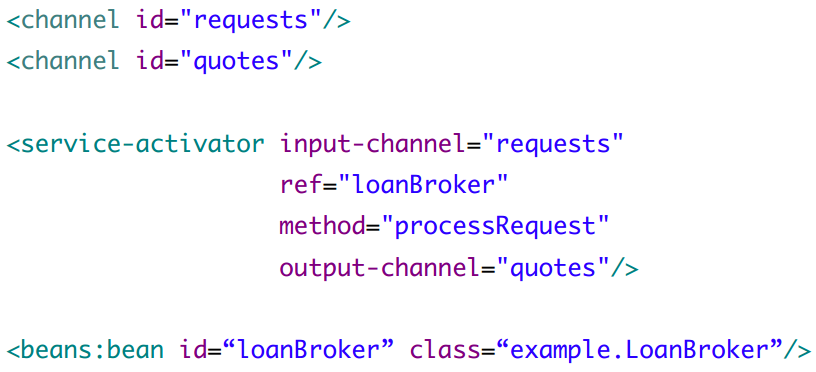 <channel id="requests"/>
<channel id="quotes"/>
<service-activator input-channel="requests"
ref="loanBroker"
method="processRequest"
output-channel="quotes"/>
<beans:bean id=“loanBroker” class=“example.LoanBroker”/>